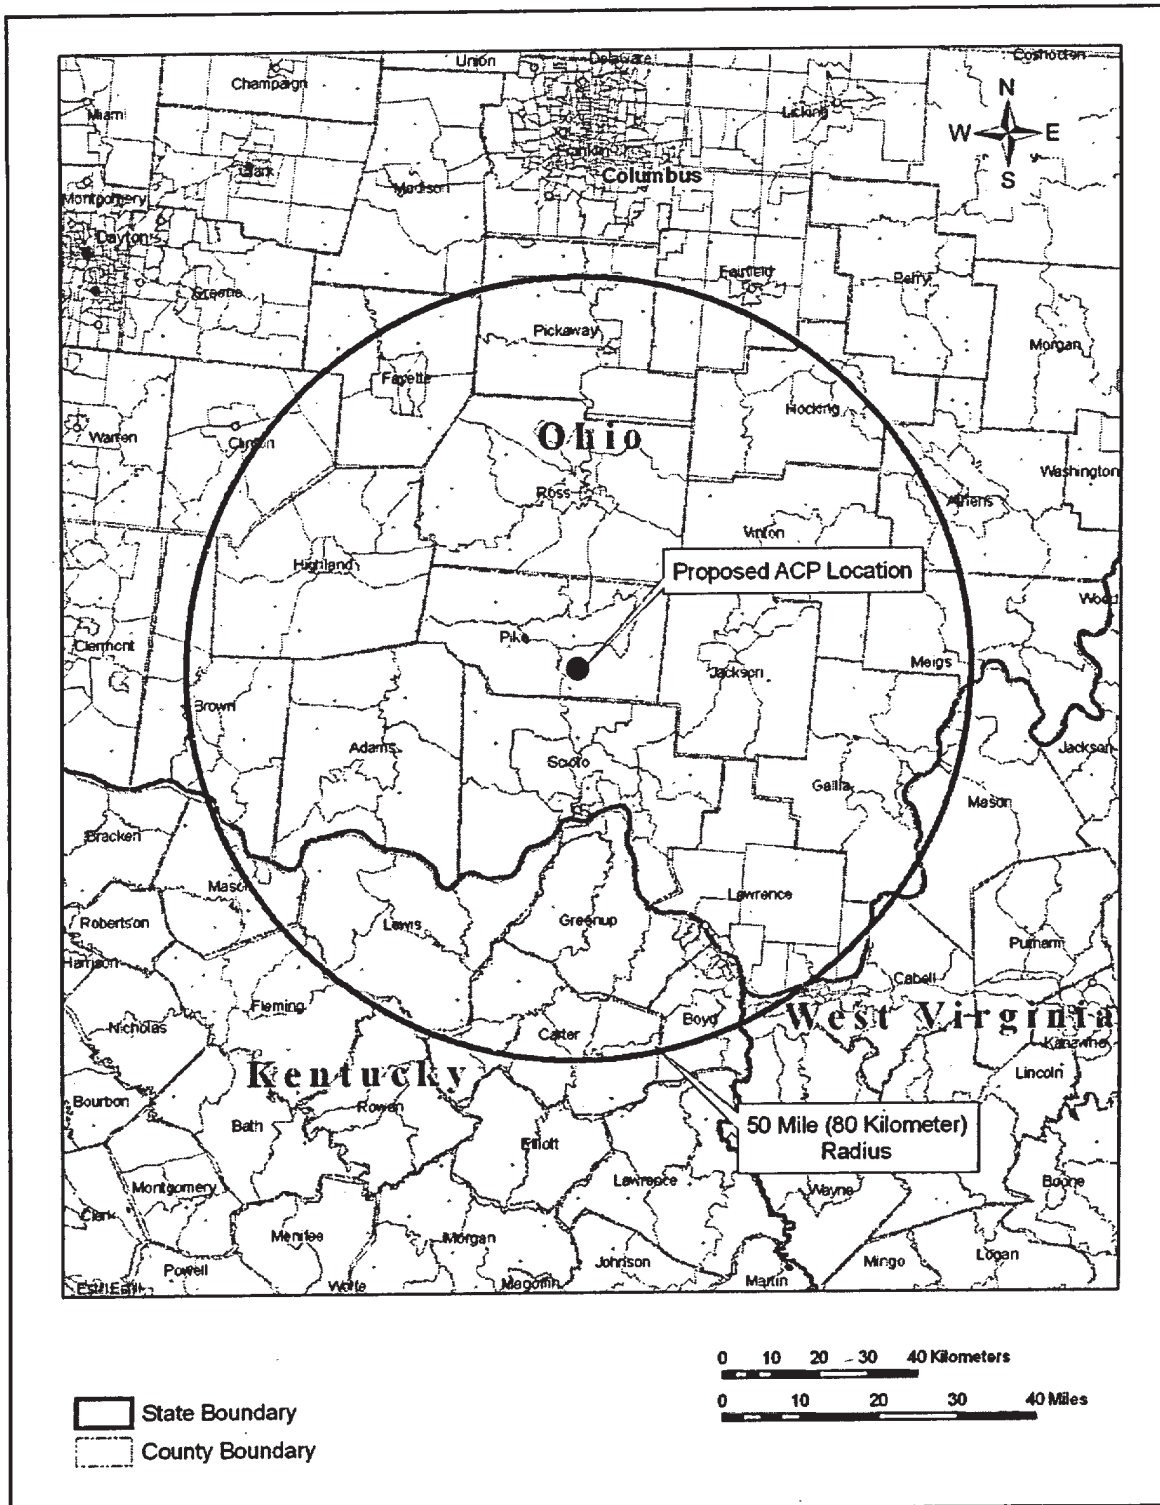 Union
Delaware
Coshocton
Champaign
Miami
Licking
N
W E
S
Clark
Madison
Franklin
Columbus
Montgomery
Dayton
Greene
Fairfield
Perry
Pickaway
Morgan
Fayette
Hocking
Warren
Clinton
Ohio
Washington
Ross
Athens
Vinton
Highland
Proposed ACP Location
Wood
Clermont
Pike
Jackson
Meigs
Brown
Adams
Scioto
Jackson
Gallia
Mason
Bracken
Mason
Lawrence
Robertson
Lewis
Greenup
Putnam
Harrison
Fleming
Cabell
Nicholas
Carter
Boyd
West Virginia
Kanawha
Kentucky
Lincoln
Bourbon
Rowan
Bath
50 Mile (80 Kilometer)
Radius
Elliott
Montgomery
Lawrence
Wayne
Boone
Clark
Menifee
Morgan
Logan
Powell
Johnson
Mingo
Estill
Wolfe
Magoffin
Martin
0 10 20 30 40 Kilometers
0 10 20 30 40 Miles
State Boundary
County Boundary